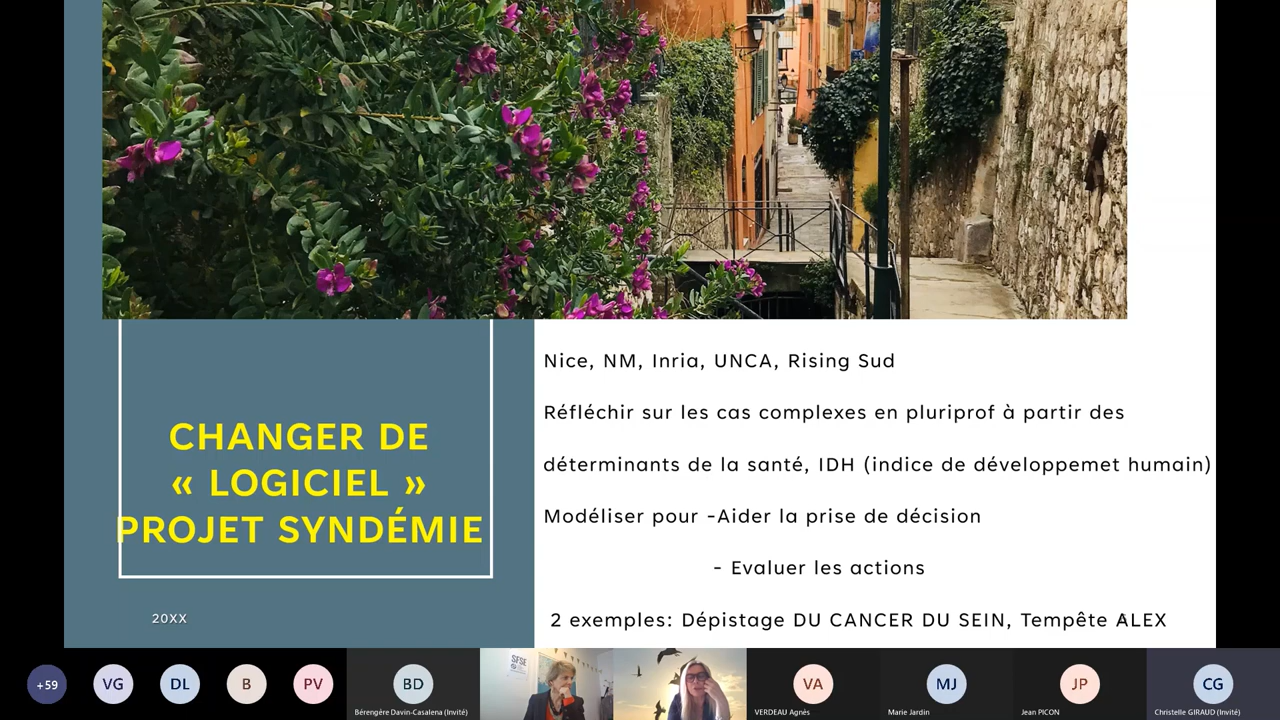 Nice, NM, Inria, UNCA, Rising Sud
Réfléchir sur les cas complexes en pluriprof à partir des
déterminants de la santé, IDH (indice de développemet humain)
Modéliser pour -Aider la prise de décision
- Evaluer les actions
2 exemples: Dépistage DU CANCER DU SEIN, Tempête ALEX
CHANGER DE
« LOGICIEL »
PROJET SYNDÉMIE
20XX
+59
VG
DL
B
PV
BD
Bérengère Davin-Casalena (Invité)
SFSE
VA
VERDEAU Agnès
MJ
Marie Jardin
JP
Jean PICON
CG
Christelle GIRAUD (Invité)